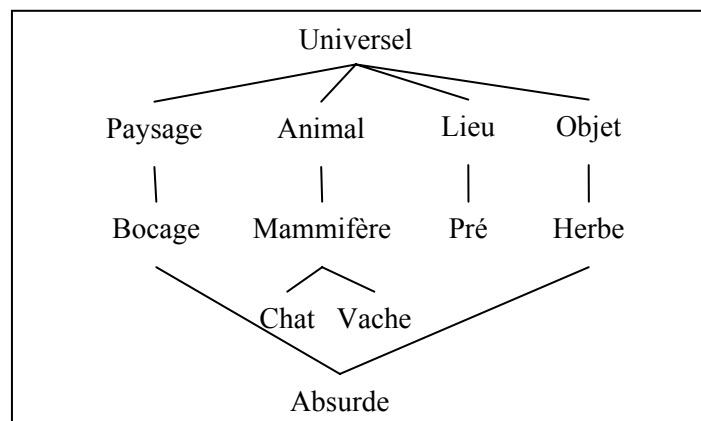 Universel
Paysage Animal Lieu Objet
Bocage Mammifère Pré Herbe
Chat Vache
Absurde